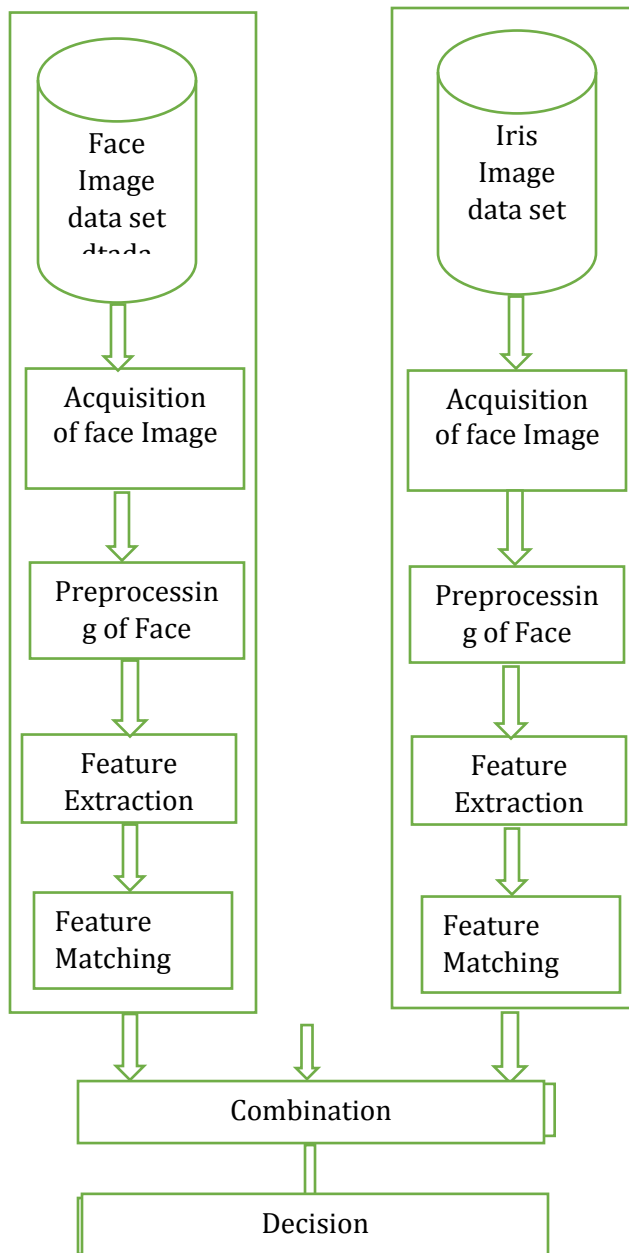 Face
Image
data set
dtada
Acquisition
of face Image
Preprocessin
g of Face
Feature
Extraction
Feature
Matching
Iris
Image
data set
Acquisition
of face Image
Preprocessin
g of Face
Feature
Extraction
Feature
Matching
Combination
Decision